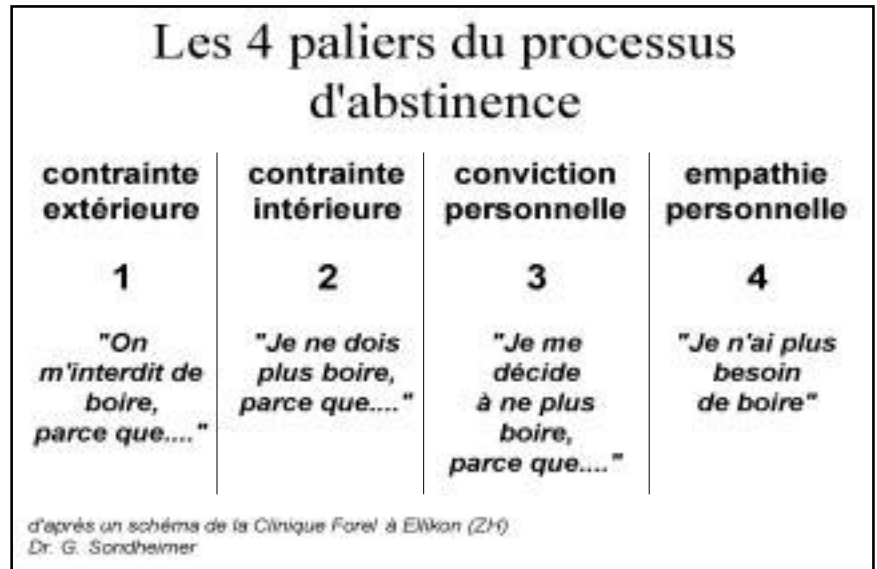 Les 4 paliers du processus
d'abstinence
contrainte
extérieure
1
"On
m'interdit de
boire,
parce que...."
contrainte
intérieure
2
"Je ne dois
plus boire,
parce que...."
conviction
personnelle
3
"Je me
décide
à ne plus
boire,
parce que...."
empathie
personnelle
4
"Je n'ai plus
besoin
de boire"
d'après un schéma de la Clinique Forel à Ellikon (ZH)
Dr. G. Sondheimer